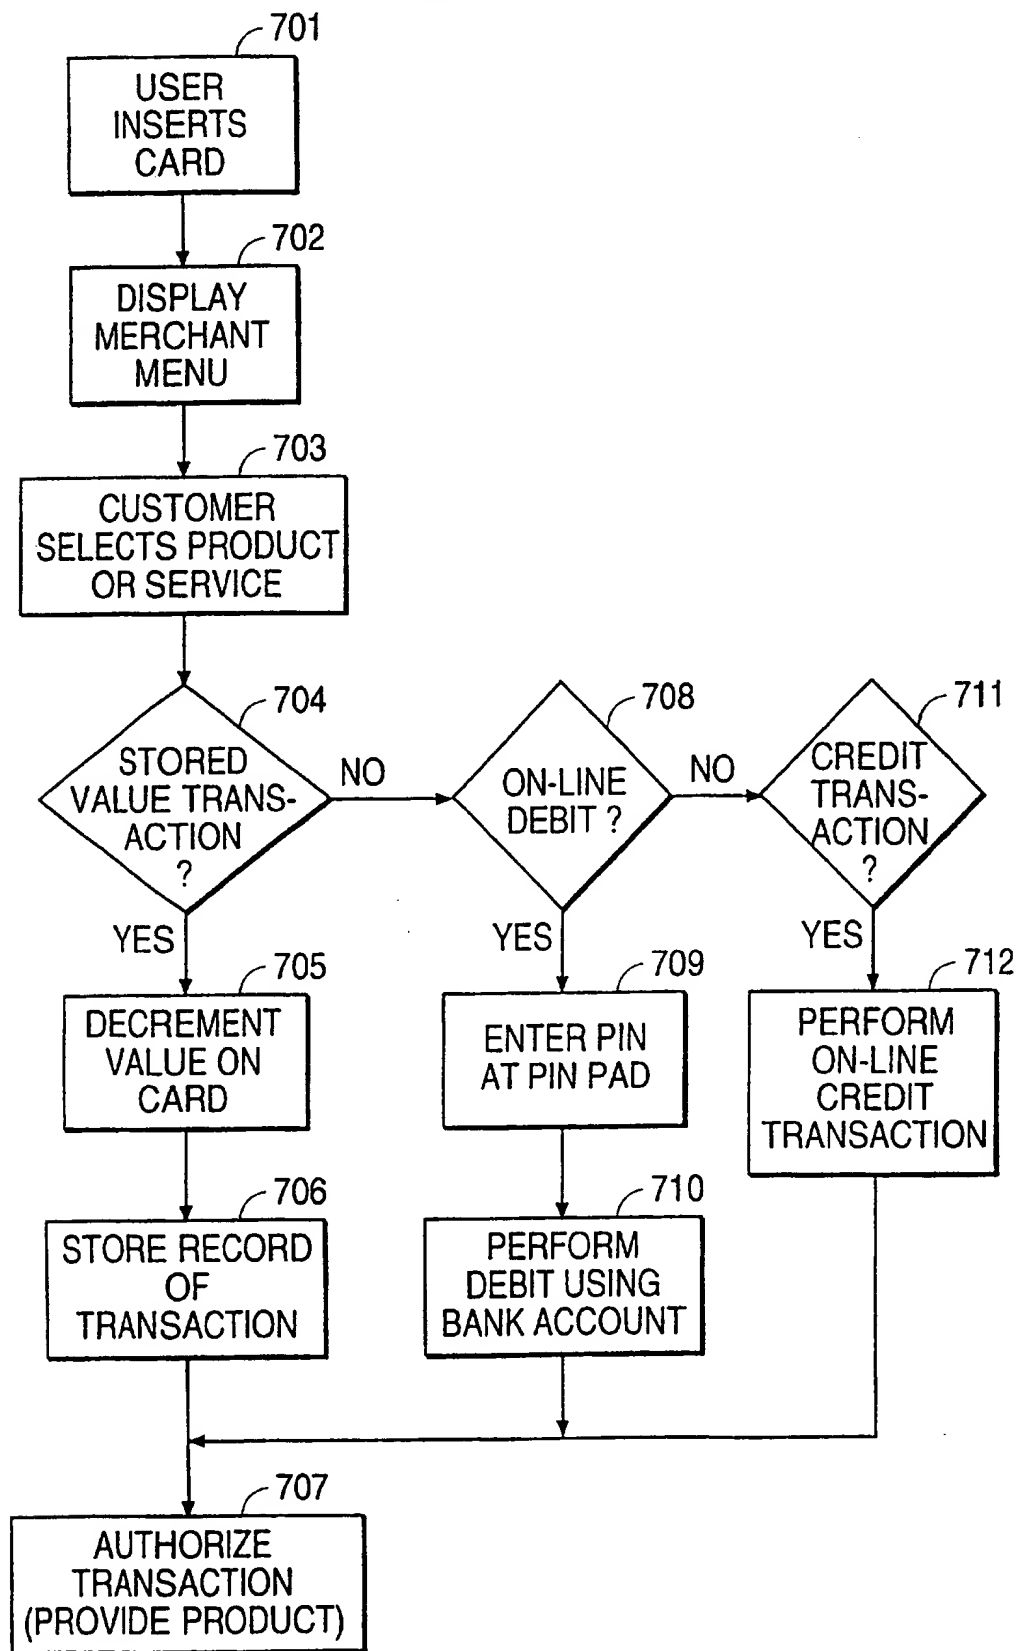 701
USER
INSERTS
CARD
702
DISPLAY
MERCHANT
MENU
703
CUSTOMER
SELECTS PRODUCT
OR SERVICE
704
STORED
VALUE TRANS-
ACTION
?
NO
YES
708
ON-LINE
DEBIT ?
NO
YES
711
CREDIT
TRANS-
ACTION
?
YES
705
DECREMENT
VALUE ON
CARD
706
STORE RECORD
OF
TRANSACTION
709
ENTER PIN
AT PIN PAD
710
PERFORM
DEBIT USING
BANK ACCOUNT
712
PERFORM
ON-LINE
CREDIT
TRANSACTION
707
AUTHORIZE
TRANSACTION
(PROVIDE PRODUCT)